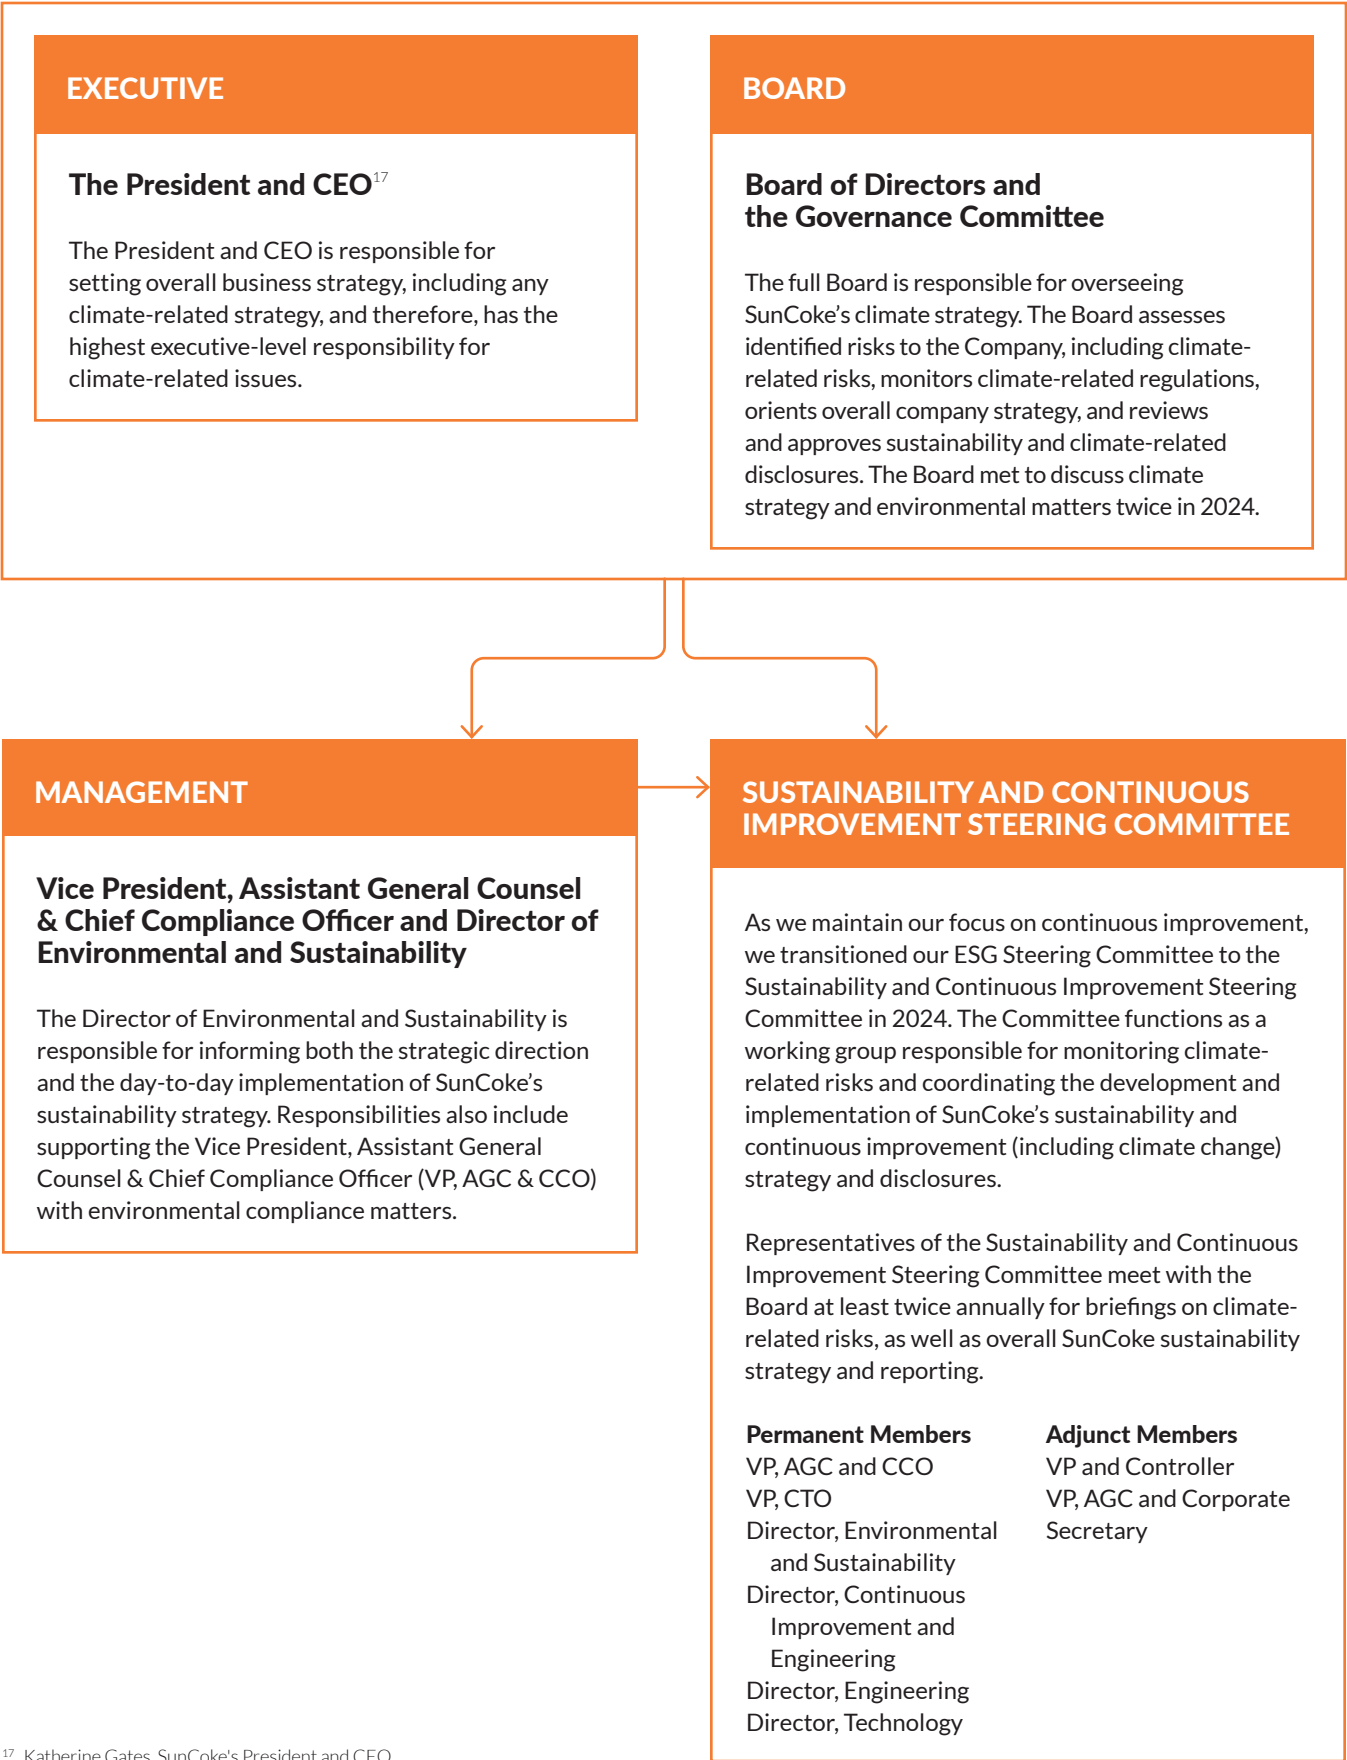 EXECUTIVE
The President and CEO17
The President and CEO is responsible for
setting overall business strategy, including any
climate-related strategy, and therefore, has the
highest executive-level responsibility for
climate-related issues.
BOARD
Board of Directors and
the Governance Committee
The full Board is responsible for overseeing
SunCoke's climate strategy. The Board assesses
identified risks to the Company, including climate-
related risks, monitors climate-related regulations,
orients overall company strategy, and reviews
and approves sustainability and climate-related
disclosures. The Board met to discuss climate
strategy and environmental matters twice in 2024.
MANAGEMENT
Vice President, Assistant General Counsel
& Chief Compliance Officer and Director of
Environmental and Sustainability
The Director of Environmental and Sustainability is
responsible for informing both the strategic direction
and the day-to-day implementation of SunCoke's
sustainability strategy. Responsibilities also include
supporting the Vice President, Assistant General
Counsel & Chief Compliance Officer (VP, AGC & CCO)
with environmental compliance matters.
SUSTAINABILITY AND CONTINUOUS
IMPROVEMENT STEERING COMMITTEE
As we maintain our focus on continuous improvement,
we transitioned our ESG Steering Committee to the
Sustainability and Continuous Improvement Steering
Committee in 2024. The Committee functions as a
working group responsible for monitoring climate-
related risks and coordinating the development and
implementation of SunCoke's sustainability and
continuous improvement (including climate change)
strategy and disclosures.
Representatives of the Sustainability and Continuous
Improvement Steering Committee meet with the
Board at least twice annually for briefings on climate-
related risks, as well as overall SunCoke sustainability
strategy and reporting.
Permanent Members
VP, AGC and CCO
VP, CTO
Director, Environmental
and Sustainability
Director, Continuous
Improvement and
Engineering
Director, Engineering
Director, Technology
Adjunct Members
VP and Controller
VP, AGC and Corporate
Secretary
17 Katherine Gates, SunCoke's President and CEO